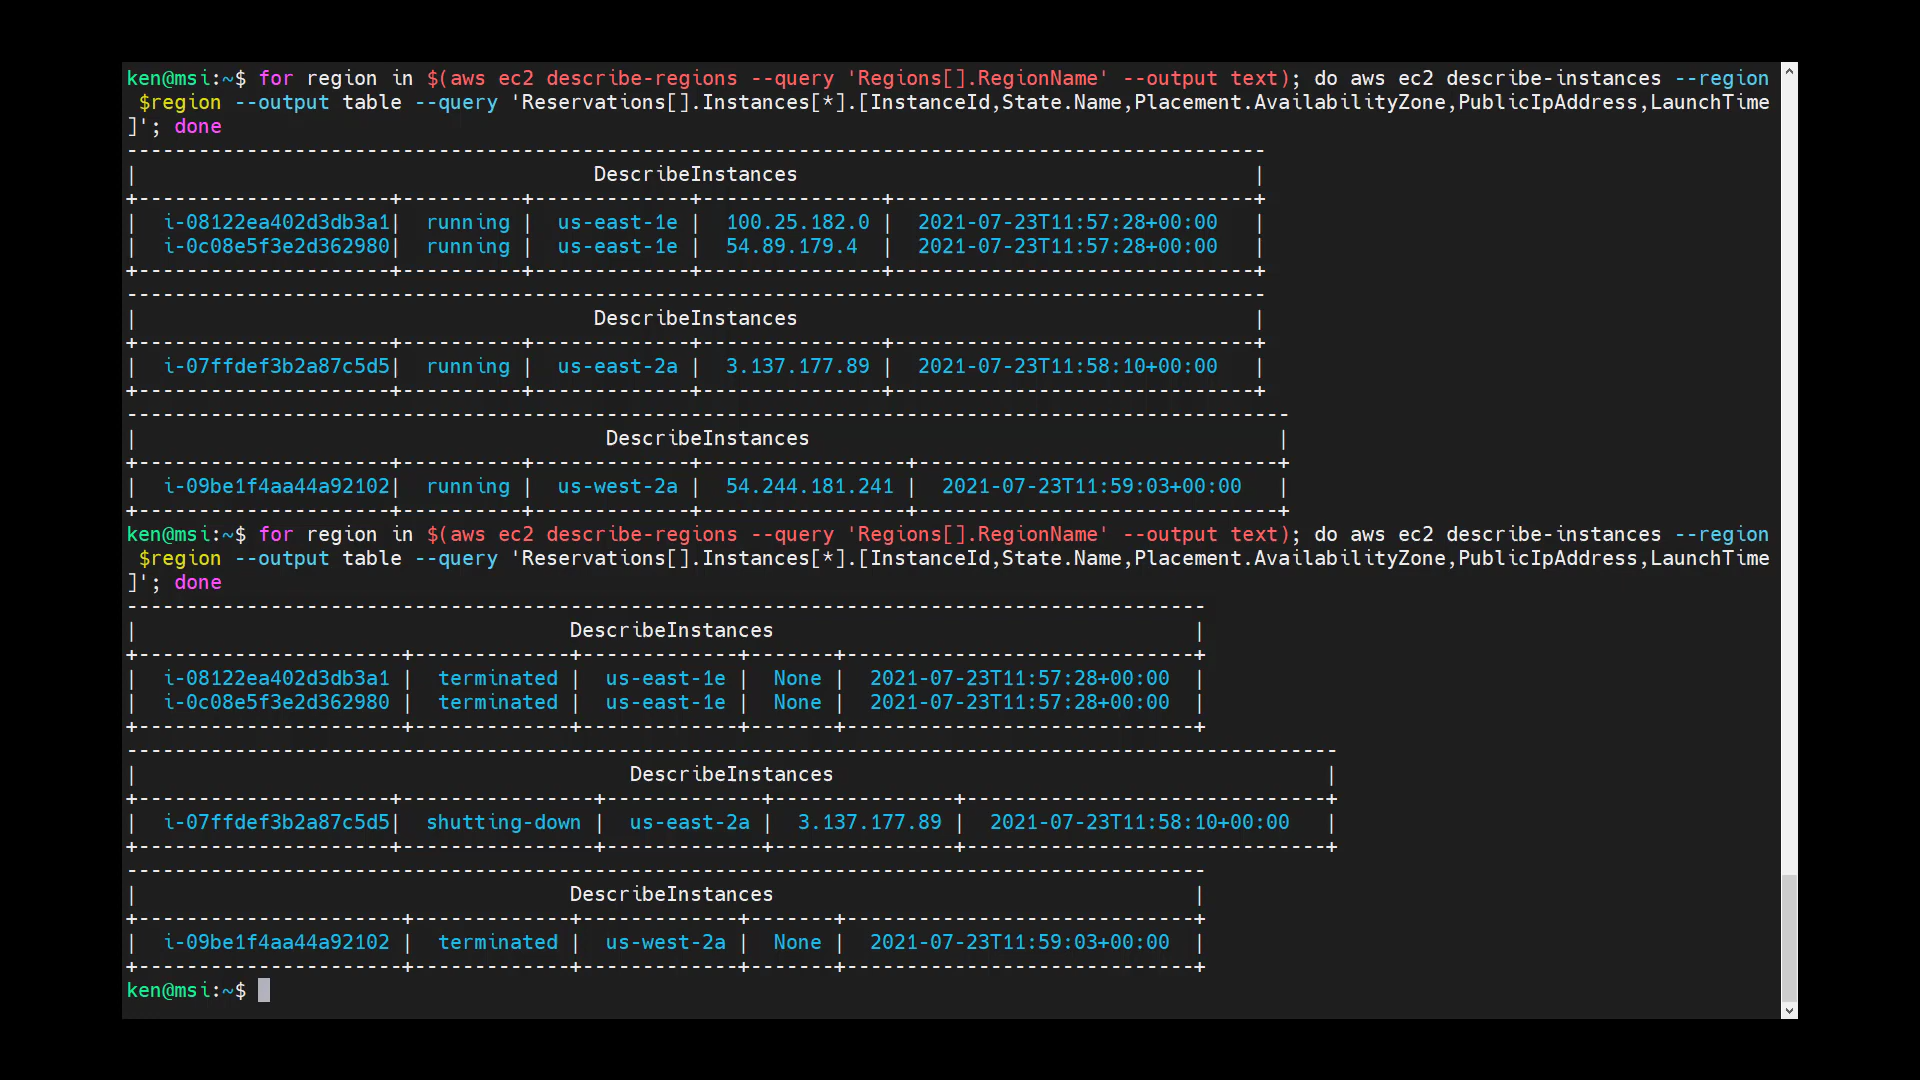 ken@msi:~$ for region in $(aws ec2 describe-regions --query 'Regions[].RegionName' --output text); do aws ec2 describe-instances --region
 $region --output table --query 'Reservations[].Instances[*].[InstanceId,State.Name,Placement.AvailabilityZone,PublicIpAddress,LaunchTime
]'; done
-----------------------------------------------------------------------------------------------
|                                      DescribeInstances                                      |
+---------------------+----------+-------------+---------------+------------------------------+
|  i-08122ea402d3db3a1|  running |  us-east-1e |  100.25.182.0 |  2021-07-23T11:57:28+00:00   |
|  i-0c08e5f3e2d362980|  running |  us-east-1e |  54.89.179.4  |  2021-07-23T11:57:28+00:00   |
+---------------------+----------+-------------+---------------+------------------------------+
-----------------------------------------------------------------------------------------------
|                                      DescribeInstances                                      |
+---------------------+----------+-------------+---------------+------------------------------+
|  i-07ffdef3b2a87c5d5|  running |  us-east-2a |  3.137.177.89 |  2021-07-23T11:58:10+00:00   |
+---------------------+----------+-------------+---------------+------------------------------+
-------------------------------------------------------------------------------------------------
|                                       DescribeInstances                                       |
+---------------------+----------+-------------+-----------------+------------------------------+
|  i-09be1f4aa44a92102|  running |  us-west-2a |  54.244.181.241 |  2021-07-23T11:59:03+00:00   |
+---------------------+----------+-------------+-----------------+------------------------------+
ken@msi:~$ for region in $(aws ec2 describe-regions --query 'Regions[].RegionName' --output text); do aws ec2 describe-instances --region
 $region --output table --query 'Reservations[].Instances[*].[InstanceId,State.Name,Placement.AvailabilityZone,PublicIpAddress,LaunchTime
]'; done
------------------------------------------------------------------------------------------
|                                    DescribeInstances                                   |
+----------------------+-------------+-------------+-------+-----------------------------+
|  i-08122ea402d3db3a1 |  terminated |  us-east-1e |  None |  2021-07-23T11:57:28+00:00  |
|  i-0c08e5f3e2d362980 |  terminated |  us-east-1e |  None |  2021-07-23T11:57:28+00:00  |
+----------------------+-------------+-------------+-------+-----------------------------+
-----------------------------------------------------------------------------------------------------
|                                         DescribeInstances                                         |
+---------------------+----------------+-------------+---------------+------------------------------+
|  i-07ffdef3b2a87c5d5|  shutting-down |  us-east-2a |  3.137.177.89 |  2021-07-23T11:58:10+00:00   |
+---------------------+----------------+-------------+---------------+------------------------------+
------------------------------------------------------------------------------------------
|                                    DescribeInstances                                   |
+----------------------+-------------+-------------+-------+-----------------------------+
|  i-09be1f4aa44a92102 |  terminated |  us-west-2a |  None |  2021-07-23T11:59:03+00:00  |
+----------------------+-------------+-------------+-------+-----------------------------+
ken@msi:~$